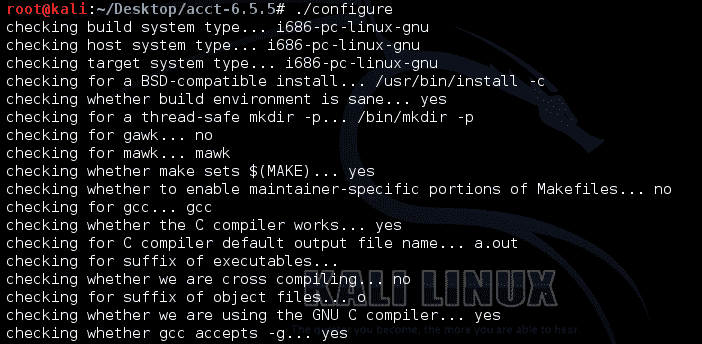 root@kali:~/Desktop/acct-6.5.5# ./configure
checking build system type... i686-pc-linux-gnu
checking host system type... i686-pc-linux-gnu
checking target system type... i686-pc-linux-gnu
checking for a BSD-compatible install... /usr/bin/install -c
checking whether build environment is sane... yes
checking for a thread-safe mkdir -p... /bin/mkdir -p
checking for gawk... no
checking for mawk... mawk
checking whether make sets $(MAKE)... yes
checking whether to enable maintainer-specific portions of Makefiles... no
checking for gcc... gcc
checking whether the C compiler works... yes
checking for C compiler default output file name... a.out
checking for suffix of executables...
checking whether we are cross compiling... no
checking for suffix of object files... o
checking whether we are using the GNU C compiler... yes
checking whether gcc accepts -g... yes
KALI LINUX
you become, the more you are able to hear.